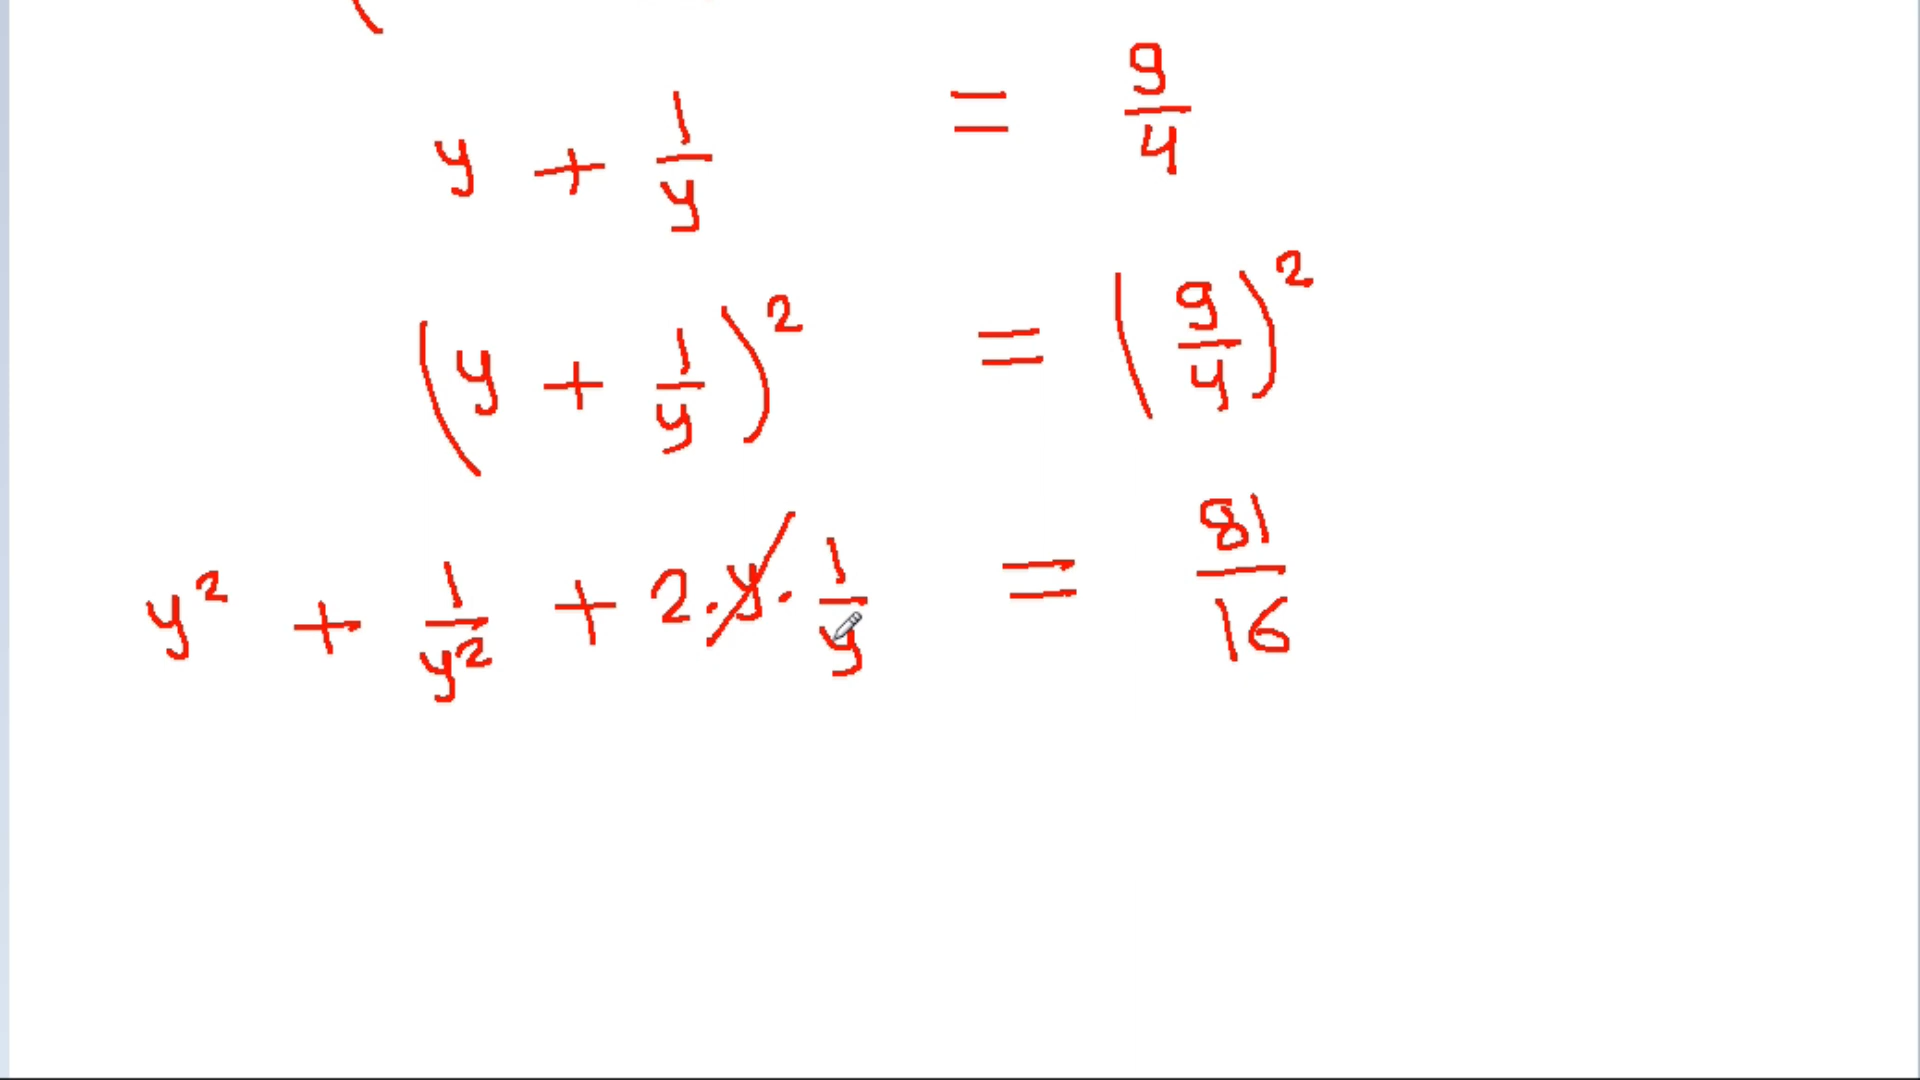 y + 1/y = 9/4
(y + 1/y)² = (9/4)²
y² + 1/y² + 2·y·1/y = 81/16